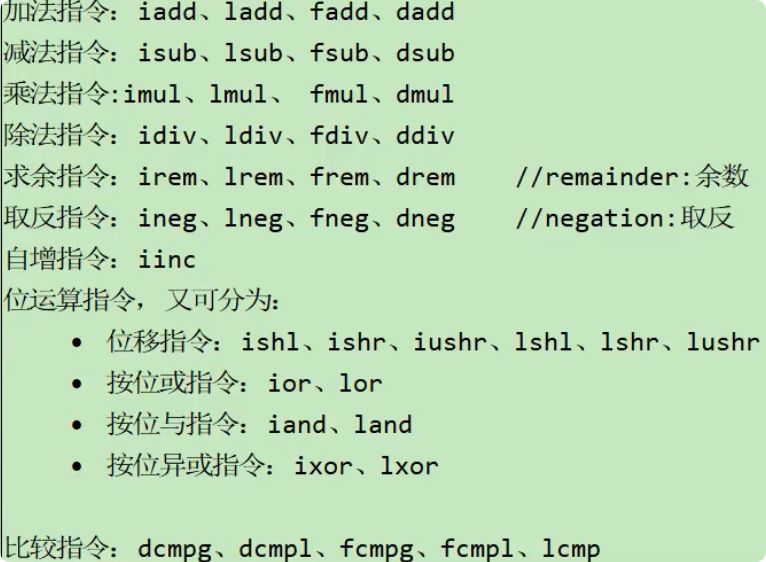 加法指令：iadd、ladd、fadd、dadd
减法指令：isub、lsub、fsub、dsub
乘法指令:imul、lmul、 fmul、dmul
除法指令：idiv、ldiv、fdiv、ddiv
求余指令：irem、lrem、frem、drem    //remainder:余数
取反指令：ineg、lneg、fneg、dneg    //negation:取反
自增指令：iinc
位运算指令，又可分为：
• 位移指令：ishl、ishr、iushr、lshl、lshr、lushr
• 按位或指令：ior、lor
• 按位与指令：iand、land
• 按位异或指令：ixor、lxor
比较指令：dcmpg、dcmpl、fcmpg、fcmpl、lcmp